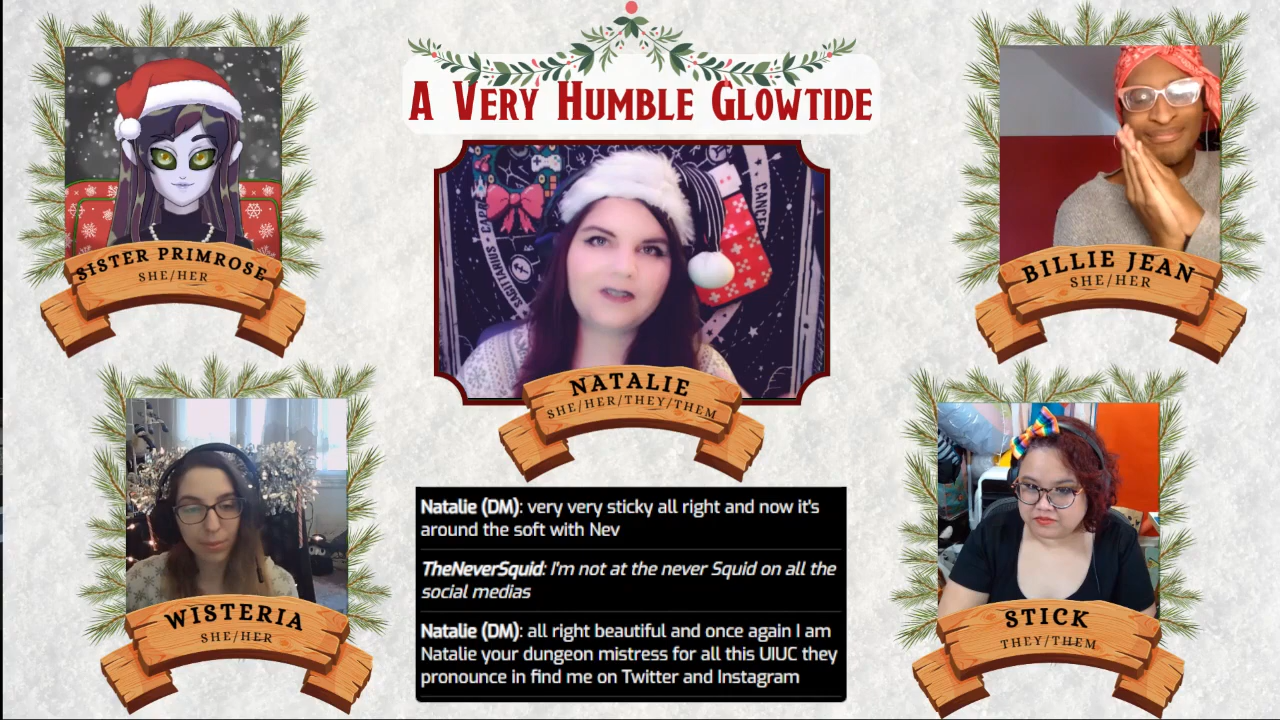 A VERY HUMBLE GLOWTIDE
SISTER PRIMROSE
SHE/HER
BILLIE JEAN
SHE/HER
CANCE
SAGITTARIUS
CAPR
NATALIE
SHE/HER/THEY/THEM
WISTERIA
SHE/HER
STICK
THEY/THEM
Natalie (DM): very very sticky all right and now it's
around the soft with Nev
TheNeverSquid: I'm not at the never Squid on all the
social medias
Natalie (DM): all right beautiful and once again I am
Natalie your dungeon mistress for all this UIUC they
pronounce in find me on Twitter and Instagram